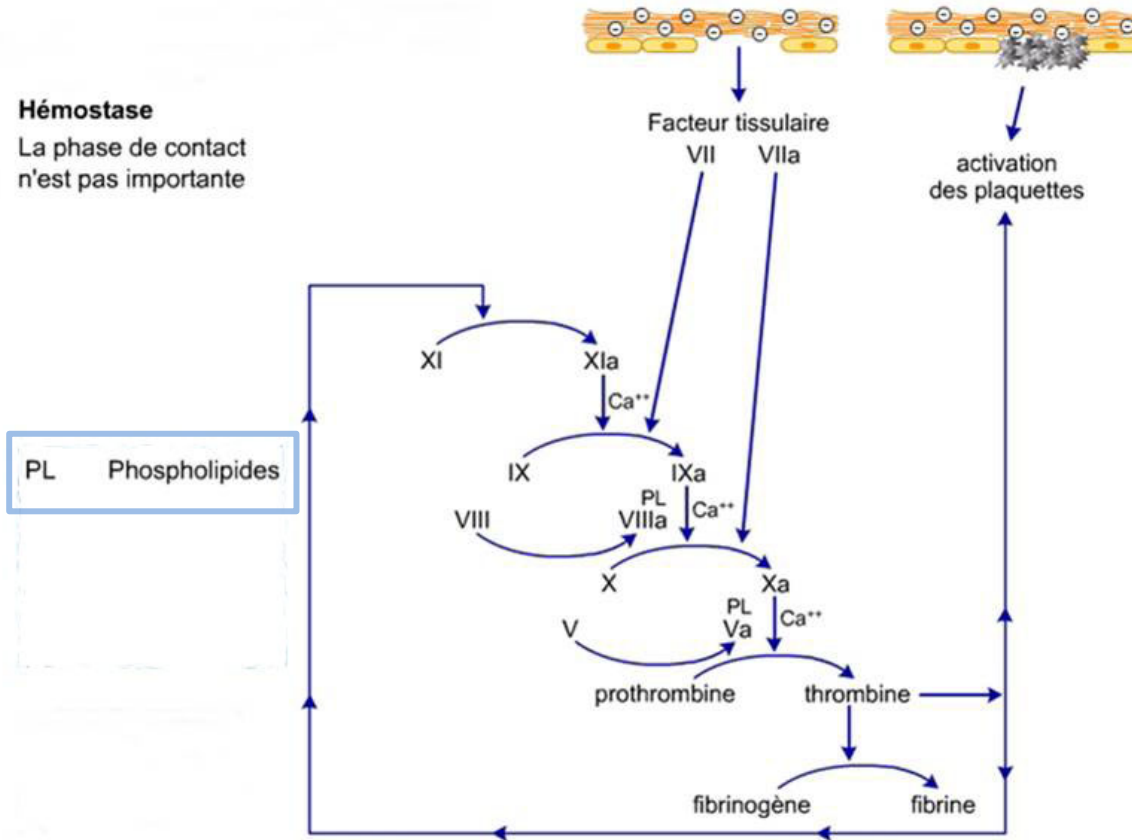 Hémostase
La phase de contact
n'est pas importante
Facteur tissulaire
VII VIIa
activation
des plaquettes
XI XIa
Ca++
IX IXa
PL
Ca++
VIII VIIIa
X Xa
PL
Ca++
V Va
prothrombine thrombine
fibrinogène fibrine
PL Phospholipides